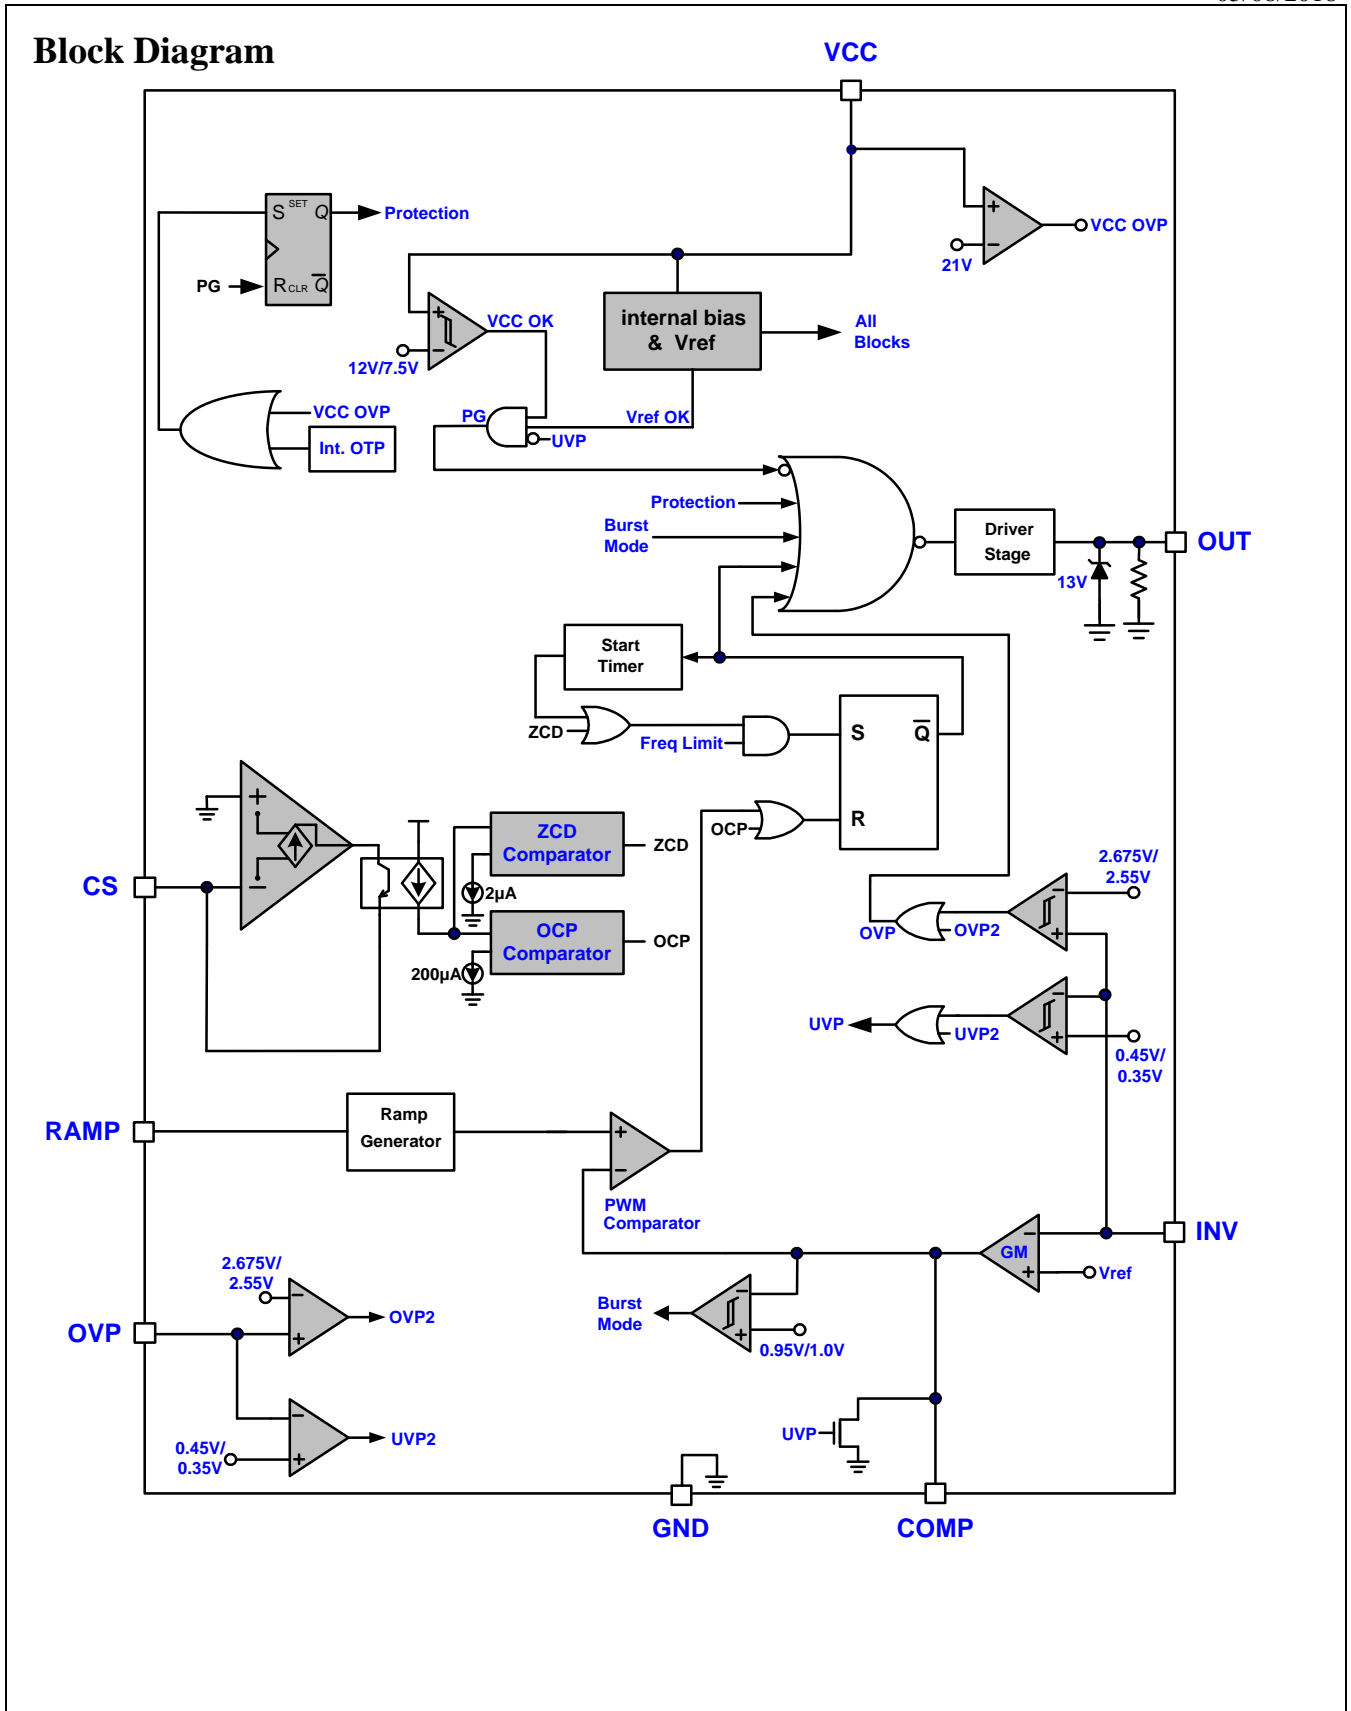 Block Diagram
VCC
S SET Q
Protection
PG
R CLR Q
VCC OVP
21V
VCC OK
12V/7.5V
internal bias
& Vref
All
Blocks
VCC OVP
Int. OTP
PG
Vref OK
UVP
Protection
Burst
Mode
Driver
Stage
OUT
13V
Start
Timer
ZCD
Freq Limit
S Q
R
OCP
ZCD
Comparator
ZCD
2µA
CS
OCP
Comparator
OCP
200µA
2.675V/
2.55V
OVP
OVP2
UVP
UVP2
0.45V/
0.35V
RAMP
Ramp
Generator
PWM
Comparator
INV
GM
Vref
2.675V/
2.55V
OVP
OVP2
Burst
Mode
0.95V/1.0V
0.45V/
0.35V
UVP2
UVP
GND
COMP